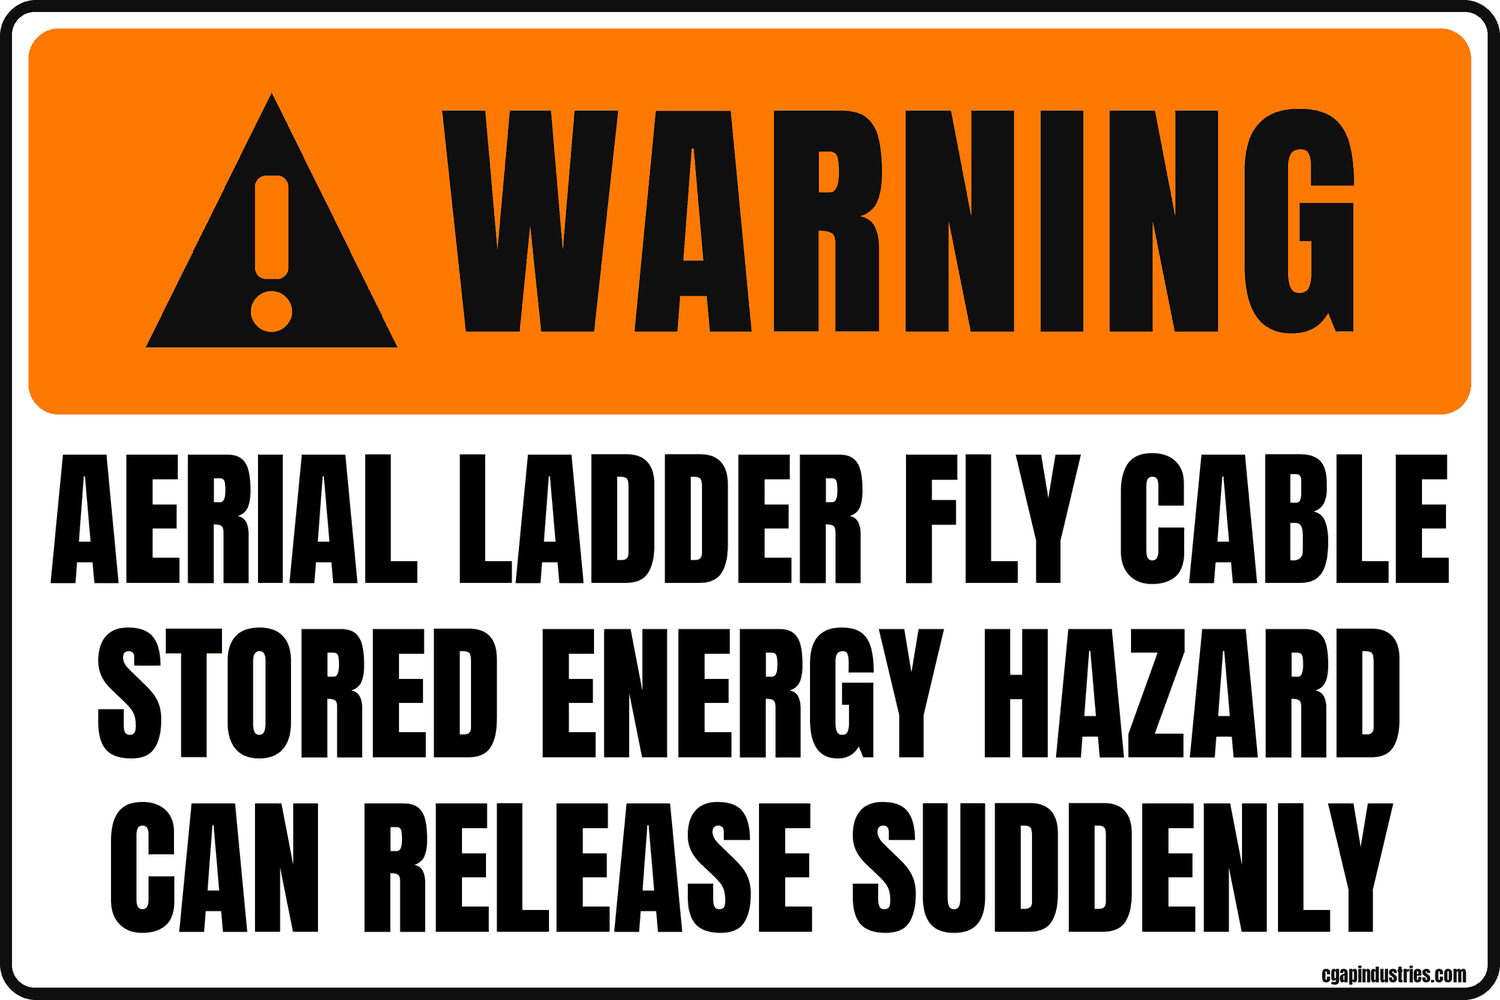 WARNING
AERIAL LADDER FLY CABLE
STORED ENERGY HAZARD
CAN RELEASE SUDDENLY
cgapindustries.com